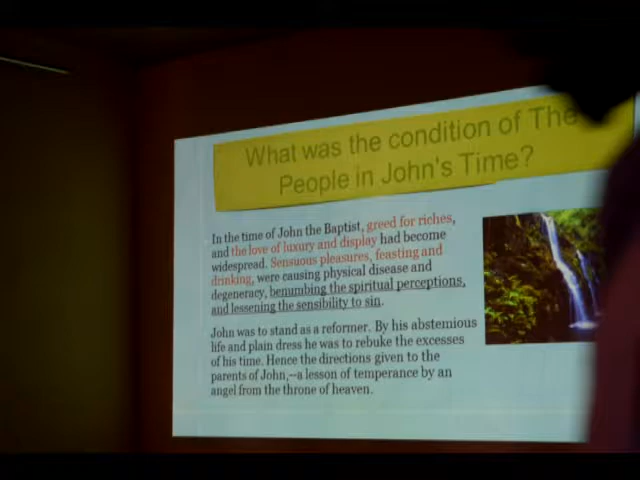 What was the condition of The
People in John's Time?
In the time of John the Baptist, greed for riches,
and the love of luxury and display had become
widespread. Sensuous pleasures, feasting and
drinking, were causing physical disease and
degeneracy, benumbing the spiritual perceptions,
and lessening the sensibility to sin.
John was to stand as a reformer. By his abstemious
life and plain dress he was to rebuke the excesses
of his time. Hence the directions given to the
parents of John,--a lesson of temperance by an
angel from the throne of heaven.